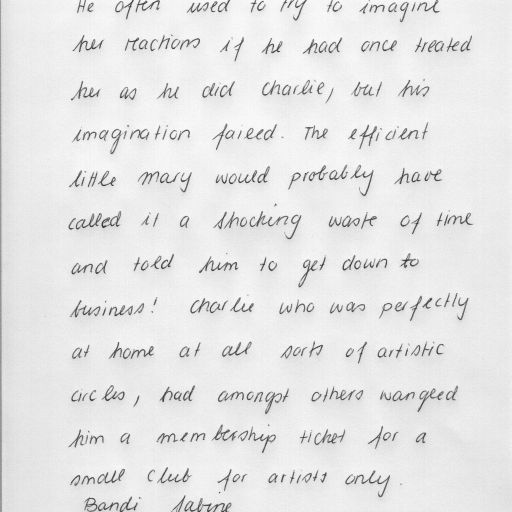 He often used to try to imagine
her reactions if he had once treated
her as he did Charlie, but his
imagination failed. The efficient
little Mary would probably have
called it a shocking waste of time
and told him to get down to
business! Charlie who was perfectly
at home at all sorts of artistic
circles, had amongst others wangled
him a membership ticket for a
small club for artists only.
Bandi Sabine